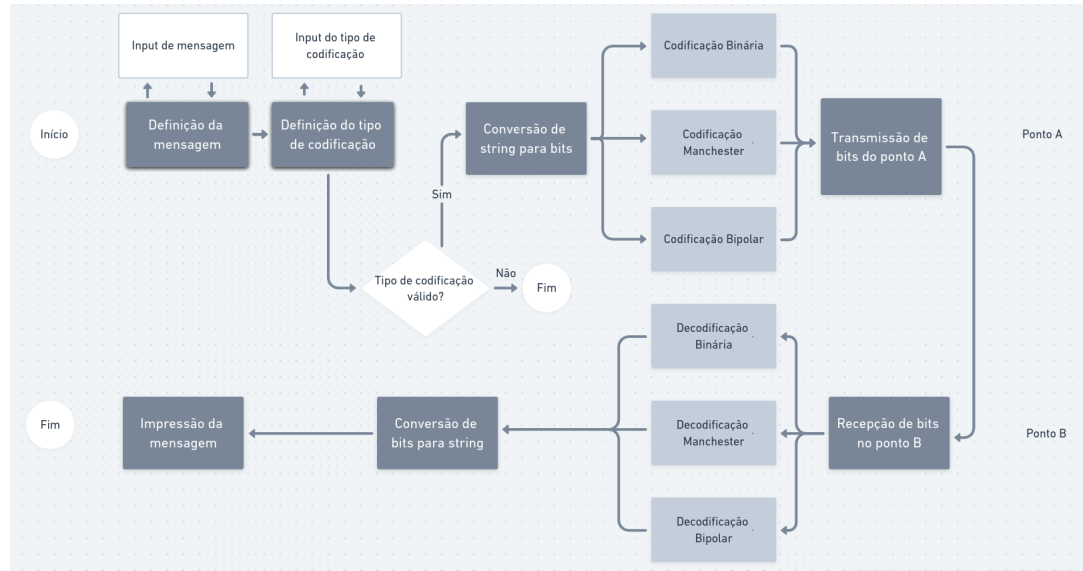 Input de mensagem
Input do tipo de
codificação
Codificação Binária
Início
Definição da
mensagem
Definição do tipo
de codificação
Conversão de
string para bits
Codificação
Manchester
Transmissão de
bits do ponto A
Ponto A
Sim
Codificação Bipolar
Tipo de codificação
válido?
Não
Fim
Decodificação
Binária
Fim
Impressão da
mensagem
Conversão de
bits para string
Decodificação
Manchester
Recepção de bits
no ponto B
Ponto B
Decodificação
Bipolar